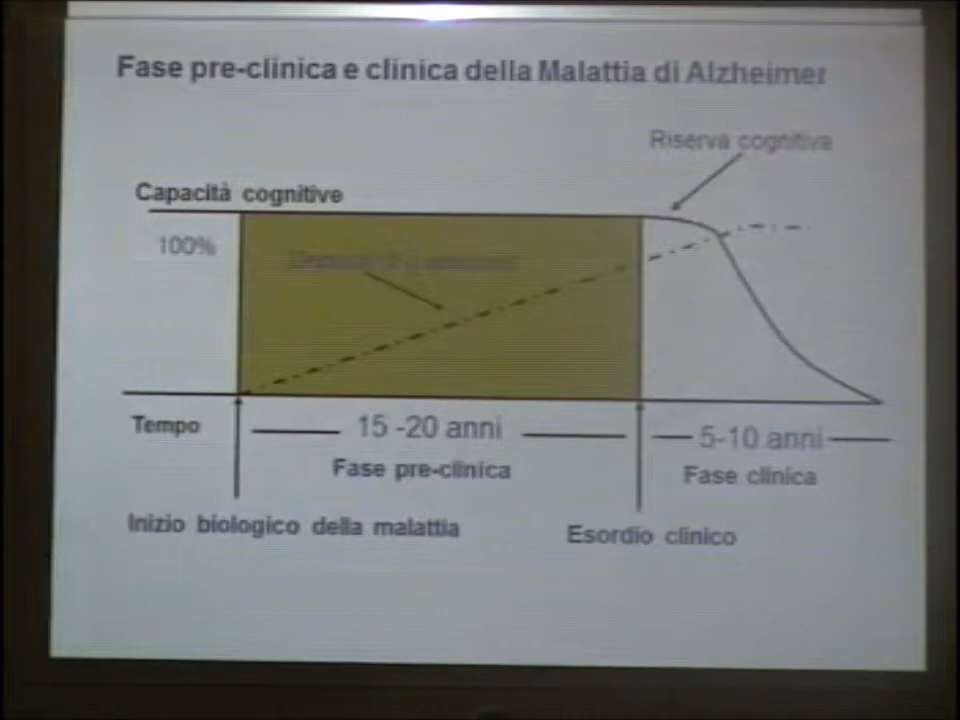 Fase pre-clinica e clinica della Malattia di Alzheimer
Riserva cognitiva
Capacità cognitive
100%
Tempo
15 -20 anni
5-10 anni
Fase pre-clinica
Fase clinica
Inizio biologico della malattia
Esordio clinico